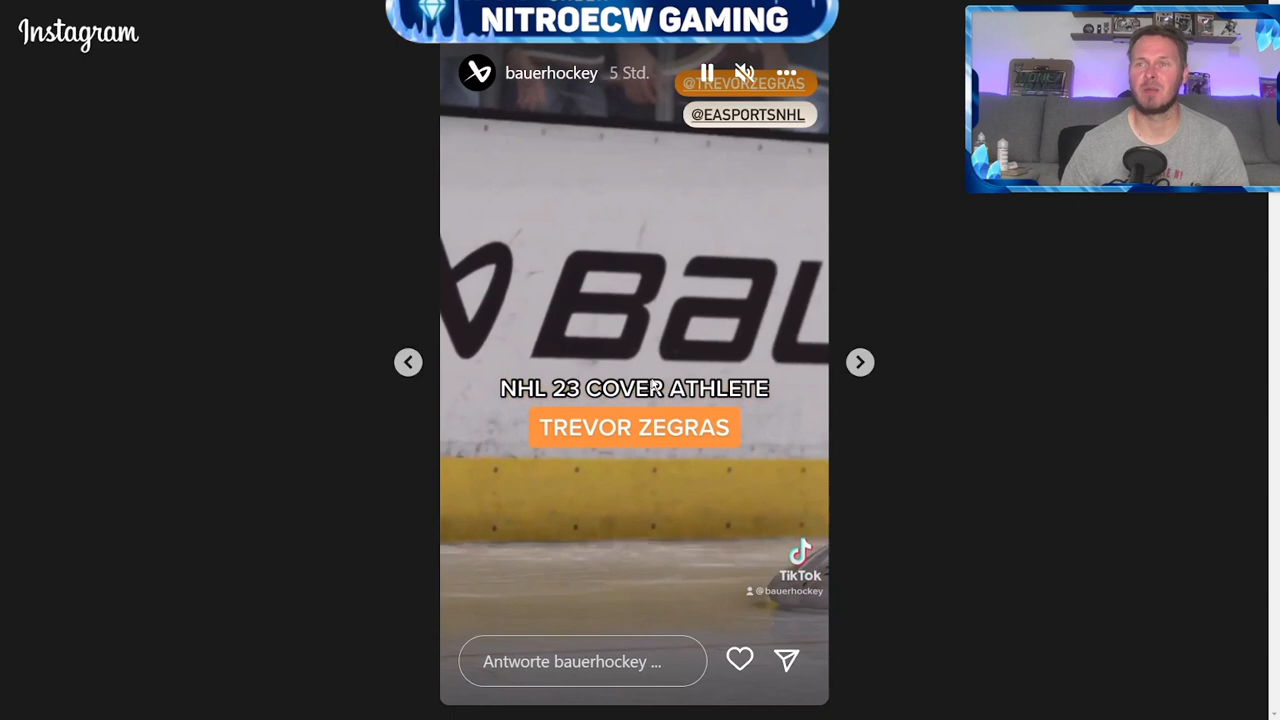 Instagram
NITROECW GAMING
bauerhockey 5 Std.
@TREVORZEGRAS
@EASPORTSNHL
BAU
NHL 23 COVER ATHLETE
TREVOR ZEGRAS
TikTok
@bauerhockey
Antworte bauerhockey ...